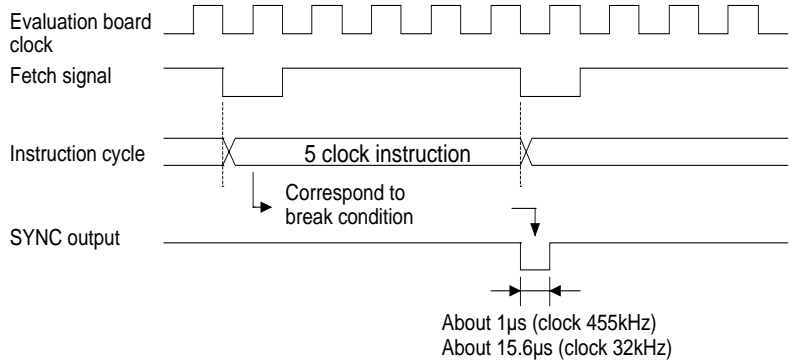 Evaluation board
clock
Fetch signal
Instruction cycle
5 clock instruction
Correspond to
break condition
SYNC output
About 1µs (clock 455kHz)
About 15.6µs (clock 32kHz)